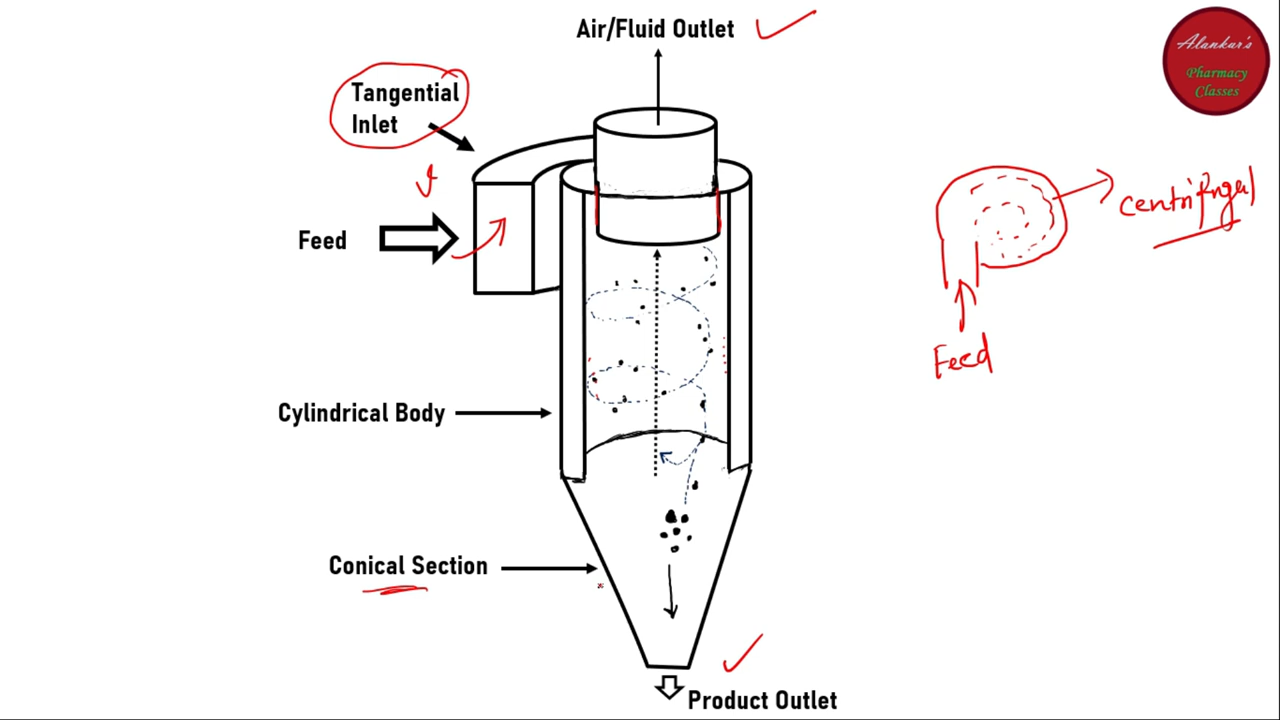 Air/Fluid Outlet
Alankar's
Pharmacy
Classes
Tangential
Inlet
Feed
centrifugal
Feed
Cylindrical Body
Conical Section
Product Outlet